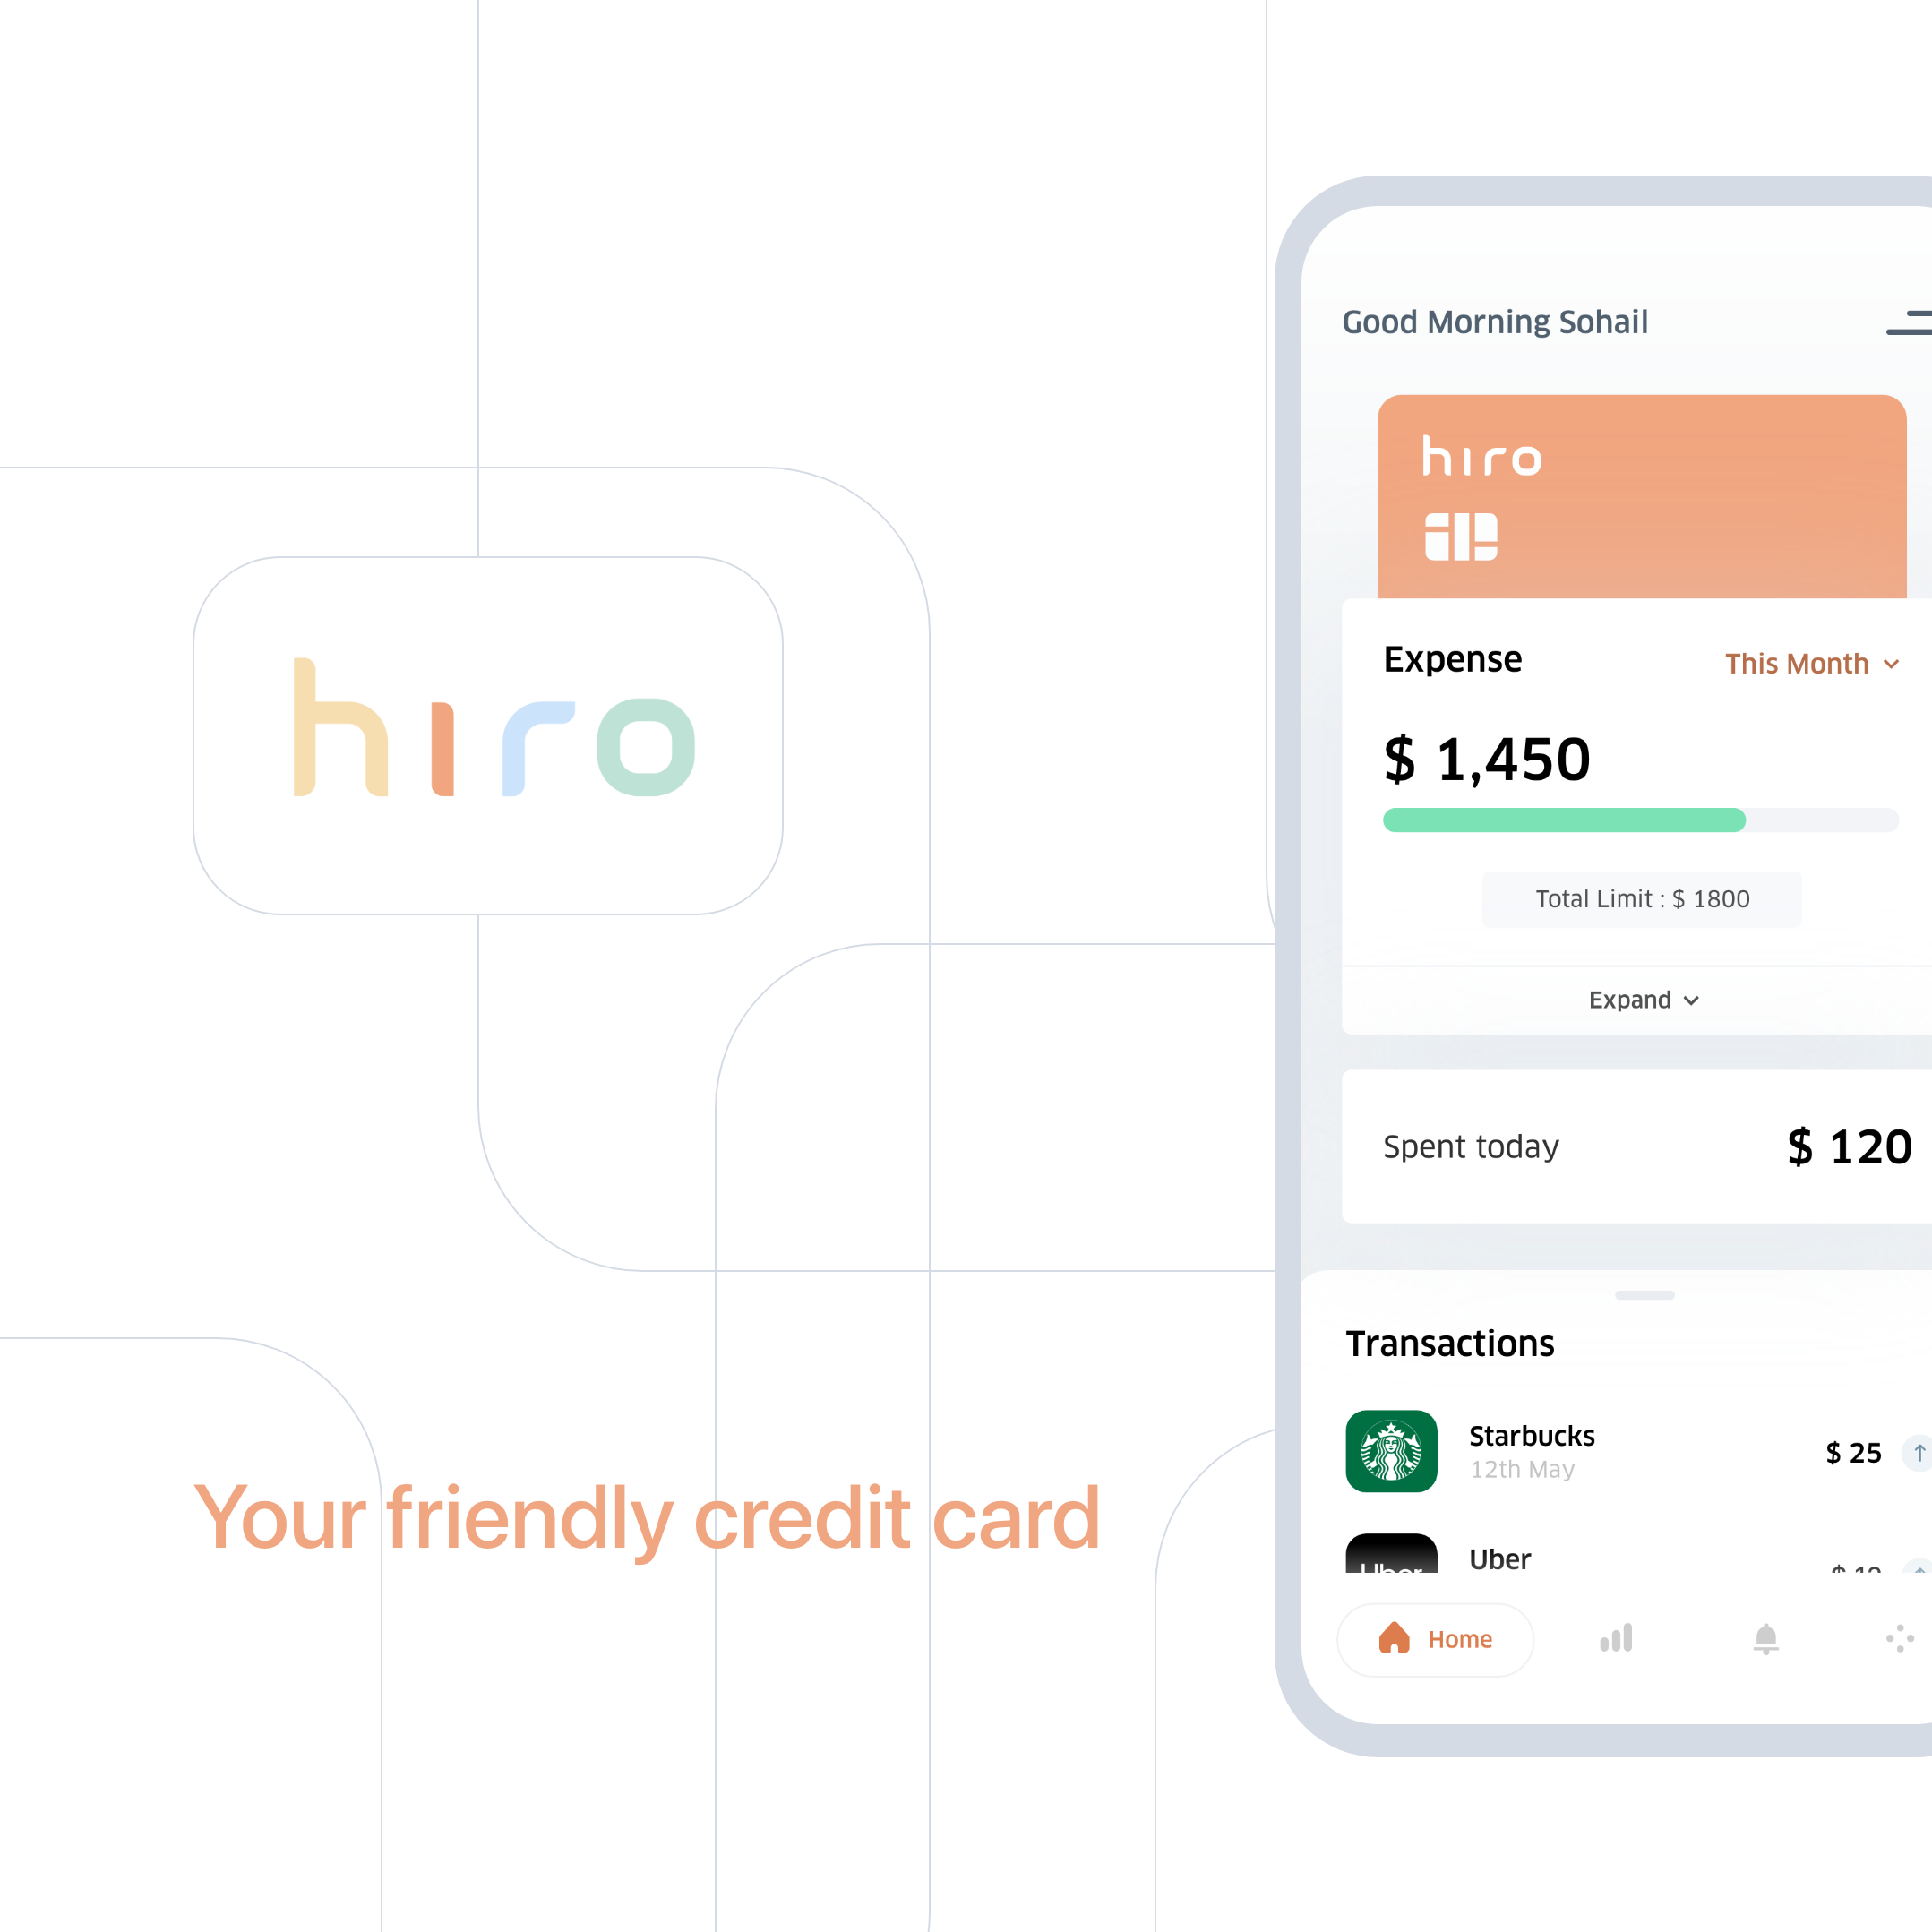 hiro
Your friendly credit card
Good Morning Sohail
hiro
Expense
This Month
$ 1,450
Total Limit : $ 1800
Expand
Spent today
$ 120
Transactions
Starbucks
$ 25
12th May
Uber
Uber
Home